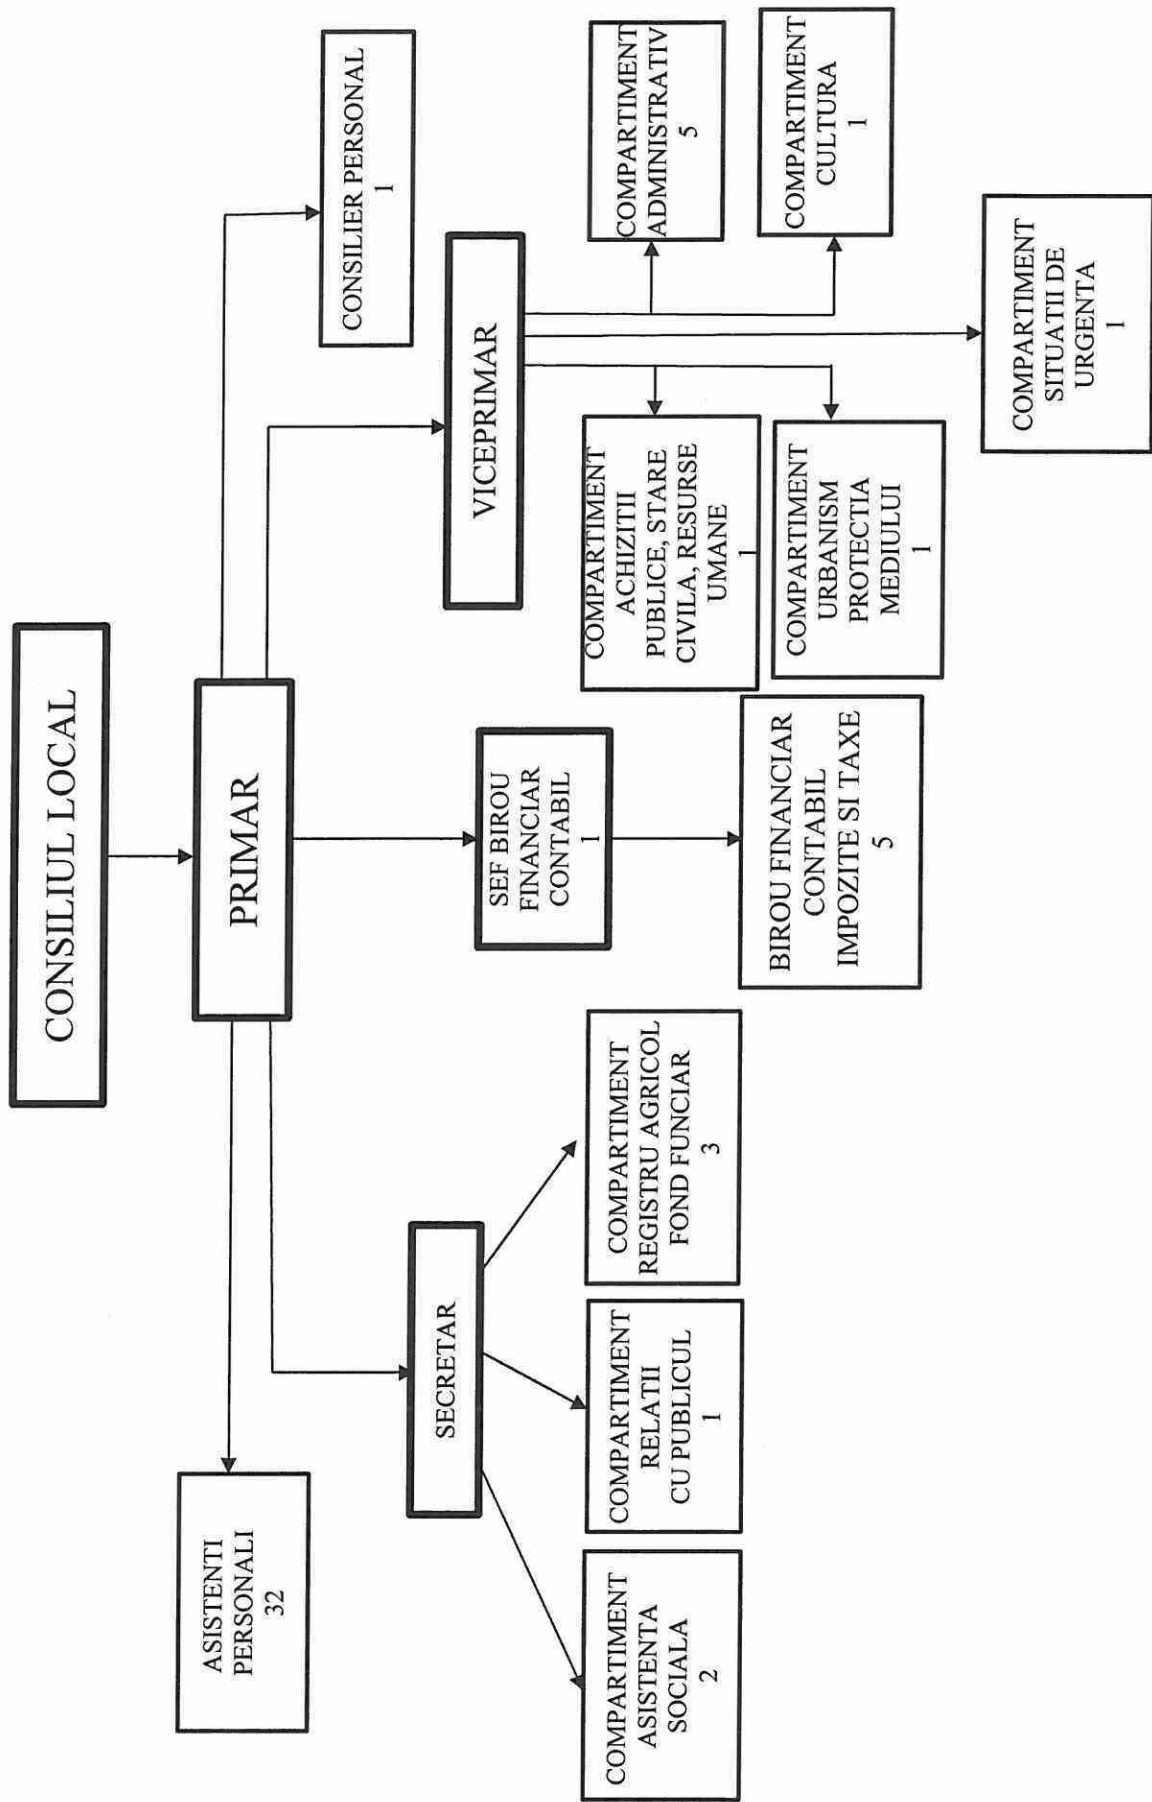 CONSILIUL LOCAL
PRIMAR
ASISTENTI
PERSONALI
32
CONSILIER PERSONAL
1
SECRETAR
SEF BIROU
FINANCIAR
CONTABIL
1
VICEPRIMAR
COMPARTIMENT
ASISTENTA
SOCIALA
2
COMPARTIMENT
RELATII
CU PUBLICUL
1
COMPARTIMENT
REGISTRU AGRICOL
FOND FUNCIAR
3
BIROU FINANCIAR
CONTABIL
IMPOZITE SI TAXE
5
COMPARTIMENT
ACHIZITII
PUBLICE, STARE
CIVILA, RESURSE
UMANE
1
COMPARTIMENT
ADMINISTRATIV
5
COMPARTIMENT
URBANISM
PROTECTIA
MEDIULUI
1
COMPARTIMENT
CULTURA
1
COMPARTIMENT
SITUATII DE
URGENTA
1